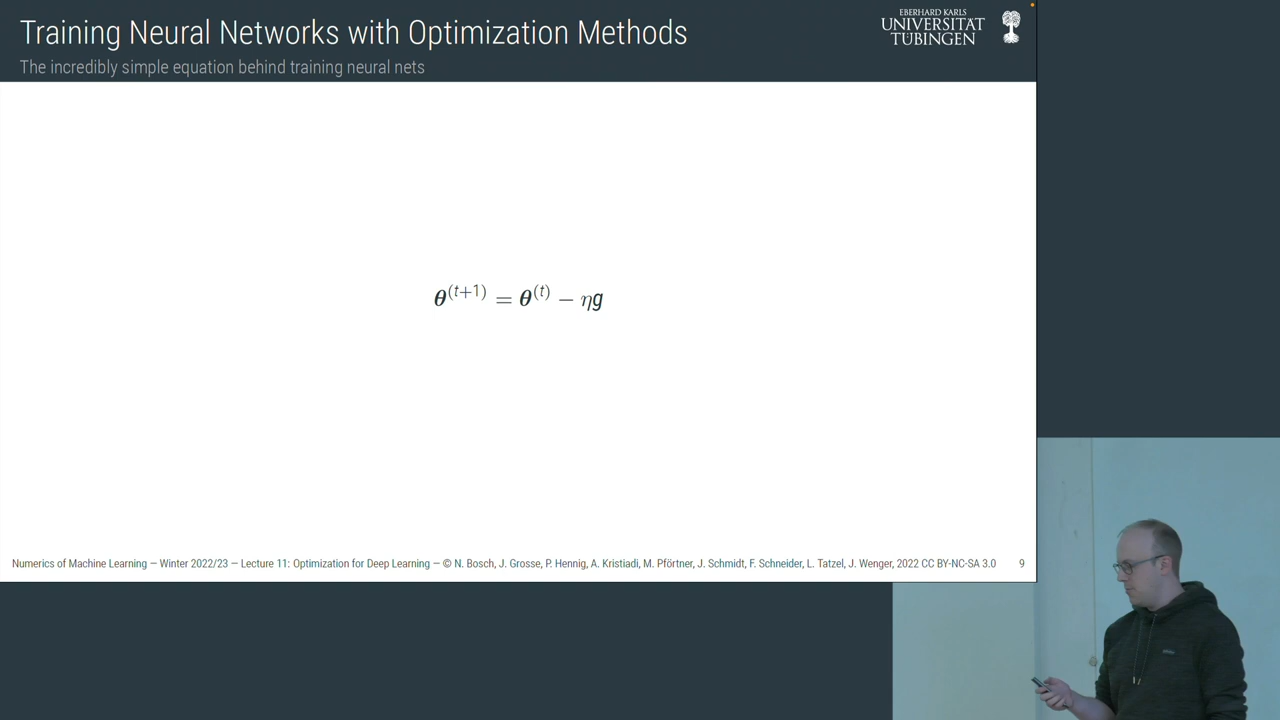 Training Neural Networks with Optimization Methods
The incredibly simple equation behind training neural nets
EBERHARD KARLS
UNIVERSITÄT
TÜBINGEN
θ^(t+1) = θ^(t) − ηg
Numerics of Machine Learning — Winter 2022/23 — Lecture 11: Optimization for Deep Learning — © N. Bosch, J. Grosse, P. Hennig, A. Kristiadi, M. Pförtner, J. Schmidt, F. Schneider, L. Tatzel, J. Wenger, 2022 CC BY-NC-SA 3.0 9